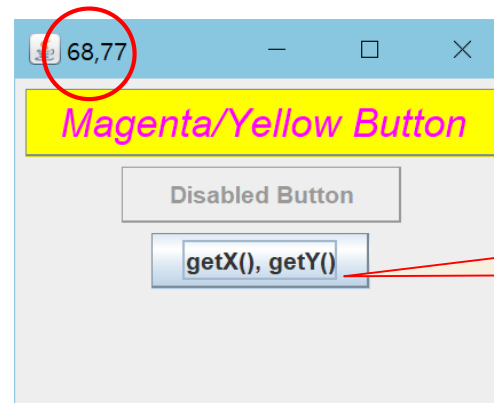 68,77
Magenta/Yellow Button
Disabled Button
getX(), getY()